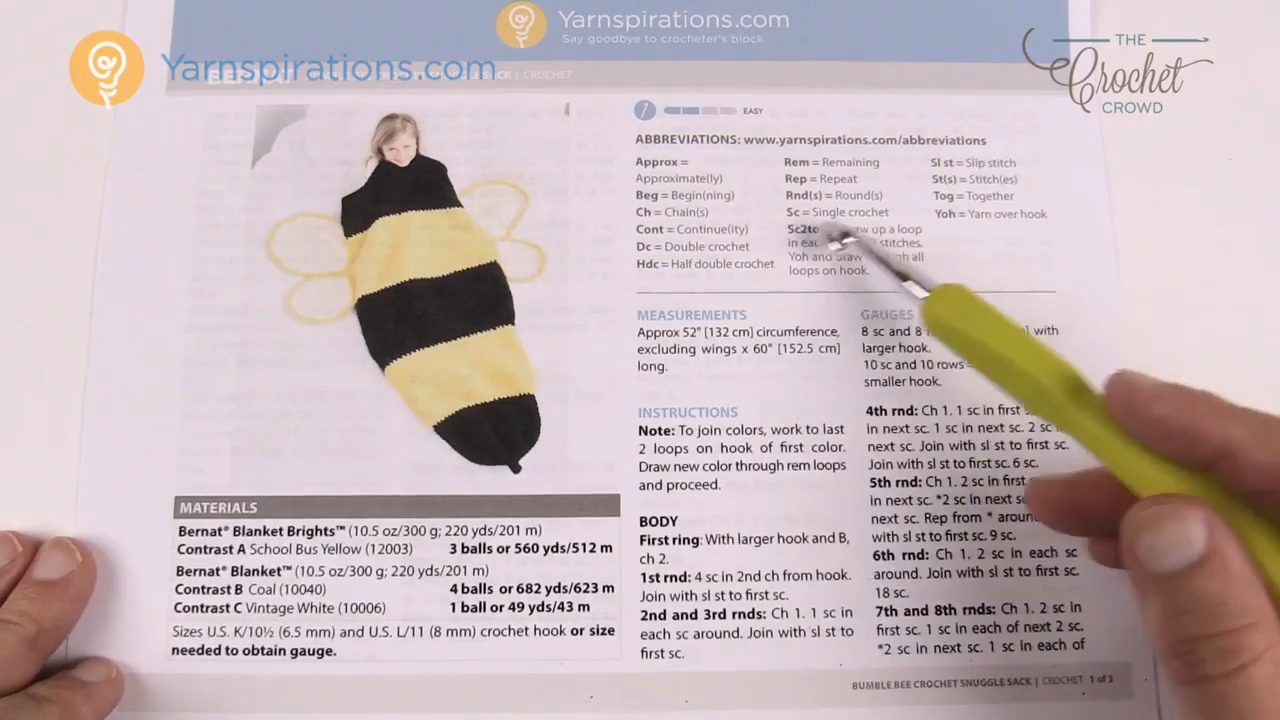 Yarnspirations.com
Say goodbye to crocheter's block
Yarnspirations.com
THE
Crochet
CROWD
SACK | CROCHET
EASY
ABBREVIATIONS: www.yarnspirations.com/abbreviations
Approx =
Approximate(ly)
Beg = Begin(ning)
Ch = Chain(s)
Cont = Continue(ity)
Dc = Double crochet
Hdc = Half double crochet
Rem = Remaining
Rep = Repeat
Rnd(s) = Round(s)
Sc = Single crochet
up a loop
in stitches.
Yoh and all
loops on hook.
Sl st = Slip stitch
St(s) = Stitch(es)
Tog = Together
Yoh = Yarn over hook
MEASUREMENTS
Approx 52" [132 cm] circumference,
excluding wings x 60" [152.5 cm]
long.
GAUGES
8 sc and 8 with
larger hook.
10 sc and 10 rows
smaller hook.
INSTRUCTIONS
Note: To join colors, work to last
2 loops on hook of first color.
Draw new color through rem loops
and proceed.
BODY
First ring: With larger hook and B,
ch 2.
1st rnd: 4 sc in 2nd ch from hook.
Join with sl st to first sc.
2nd and 3rd rnds: Ch 1. 1 sc in
each sc around. Join with sl st to
first sc.
4th rnd: Ch 1. 1 sc in first
in next sc. 1 sc in next sc. 2 sc
next sc. Join with sl st to first sc.
Join with sl st to first sc. 6 sc.
5th rnd: Ch 1. 2 sc in first
in next sc. *2 sc in next
next sc. Rep from *
with sl st to first sc. 9 sc.
6th rnd: Ch 1. 2 sc in each sc
around. Join with sl st to first sc.
18 sc.
7th and 8th rnds: Ch 1. 2 sc in
first sc. 1 sc in each of next 2 sc.
*2 sc in next sc. 1 sc in each of
MATERIALS
Bernat® Blanket Brights™ (10.5 oz/300 g; 220 yds/201 m)
Contrast A School Bus Yellow (12003) 3 balls or 560 yds/512 m
Bernat® Blanket™ (10.5 oz/300 g; 220 yds/201 m)
Contrast B Coal (10040) 4 balls or 682 yds/623 m
Contrast C Vintage White (10006) 1 ball or 49 yds/43 m
Sizes U.S. K/10½ (6.5 mm) and U.S. L/11 (8 mm) crochet hook or size
needed to obtain gauge.
BUMBLE BEE CROCHET SNUGGLE SACK | CROCHET 1 of 3